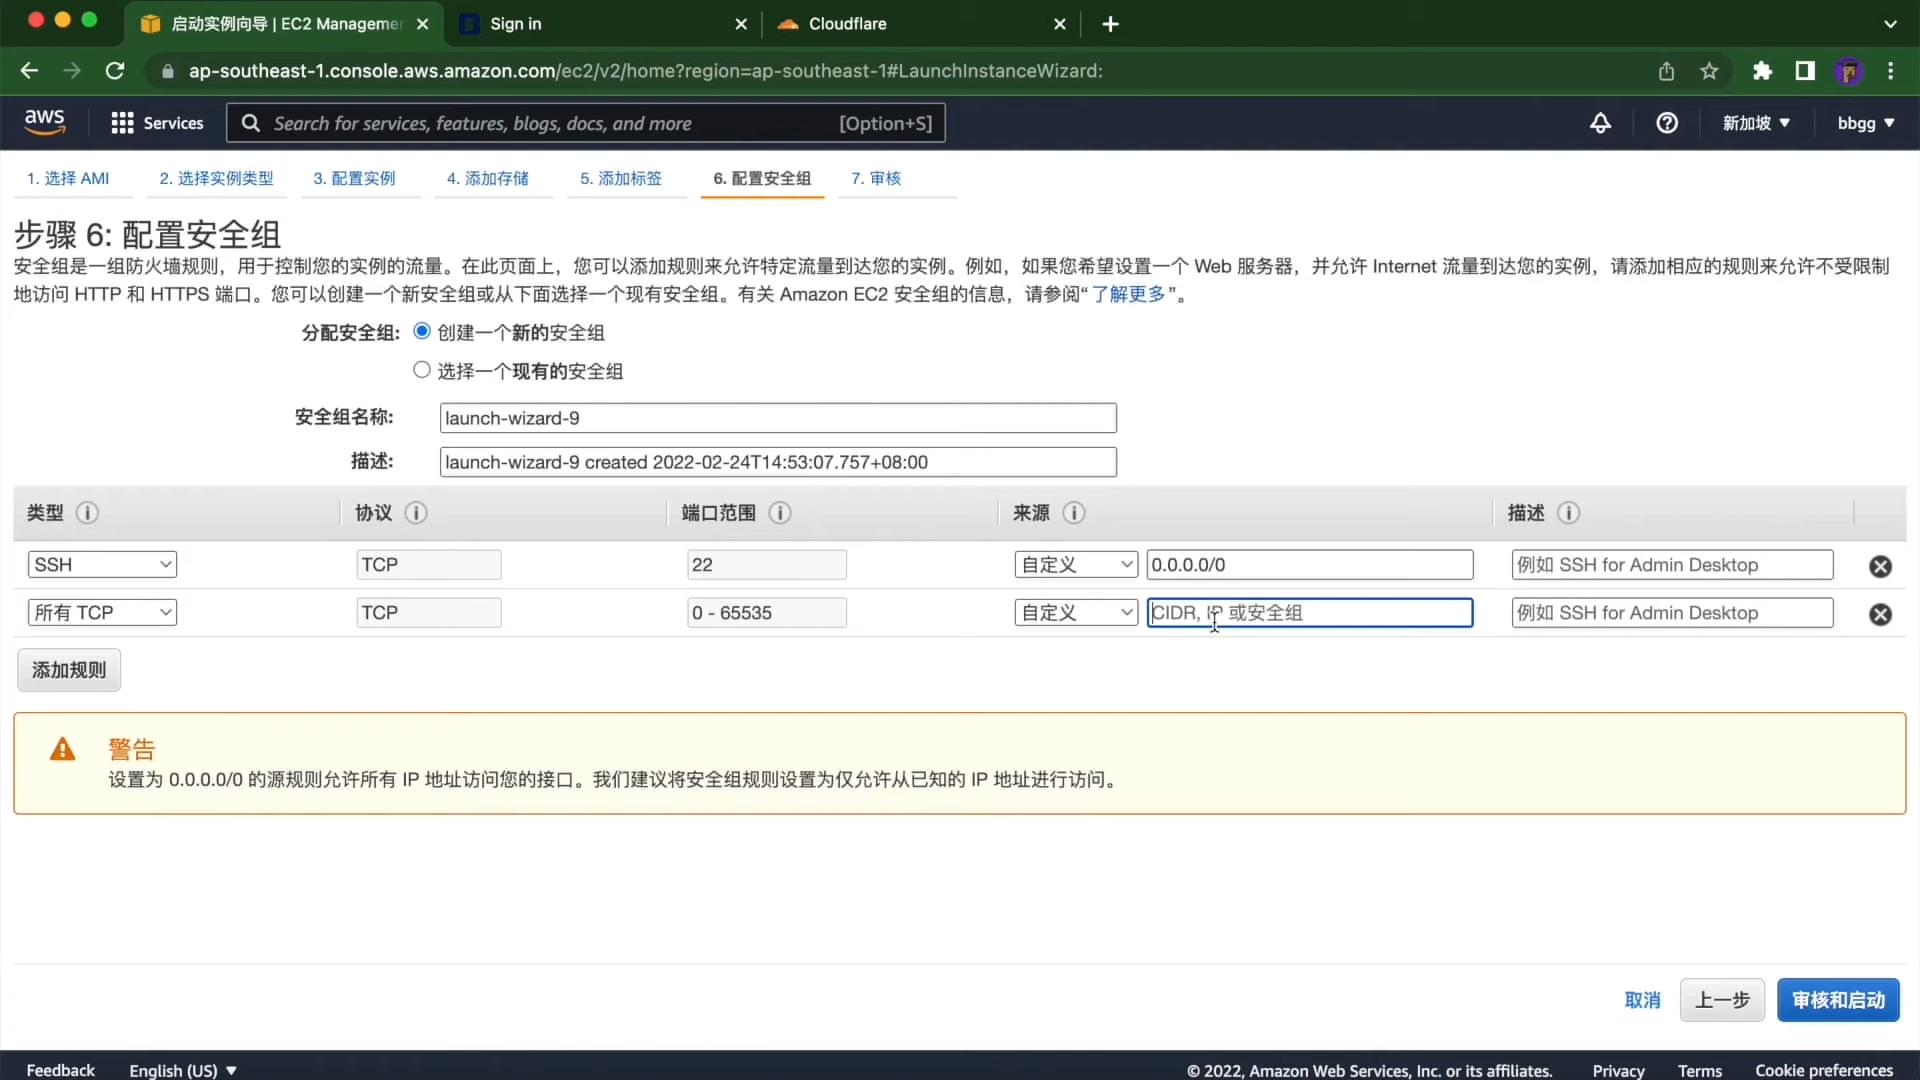 启动实例向导 | EC2 Manageme
Sign in
Cloudflare
ap-southeast-1.console.aws.amazon.com/ec2/v2/home?region=ap-southeast-1#LaunchInstanceWizard:
aws
Services
Search for services, features, blogs, docs, and more
[Option+S]
新加坡
bbgg
1. 选择 AMI
2. 选择实例类型
3. 配置实例
4. 添加存储
5. 添加标签
6. 配置安全组
7. 审核
步骤 6: 配置安全组
安全组是一组防火墙规则，用于控制您的实例的流量。在此页面上，您可以添加规则来允许特定流量到达您的实例。例如，如果您希望设置一个 Web 服务器，并允许 Internet 流量到达您的实例，请添加相应的规则来允许不受限制
地访问 HTTP 和 HTTPS 端口。您可以创建一个新安全组或从下面选择一个现有安全组。有关 Amazon EC2 安全组的信息，请参阅“了解更多”。
分配安全组: 创建一个新的安全组
选择一个现有的安全组
安全组名称: launch-wizard-9
描述: launch-wizard-9 created 2022-02-24T14:53:07.757+08:00
类型 协议 端口范围 来源 描述
SSH TCP 22 自定义 0.0.0.0/0 例如 SSH for Admin Desktop
所有 TCP TCP 0 - 65535 自定义 CIDR, IP 或安全组 例如 SSH for Admin Desktop
添加规则
警告
设置为 0.0.0.0/0 的源规则允许所有 IP 地址访问您的接口。我们建议将安全组规则设置为仅允许从已知的 IP 地址进行访问。
取消
上一步
审核和启动
Feedback
English (US)
© 2022, Amazon Web Services, Inc. or its affiliates.
Privacy
Terms
Cookie preferences